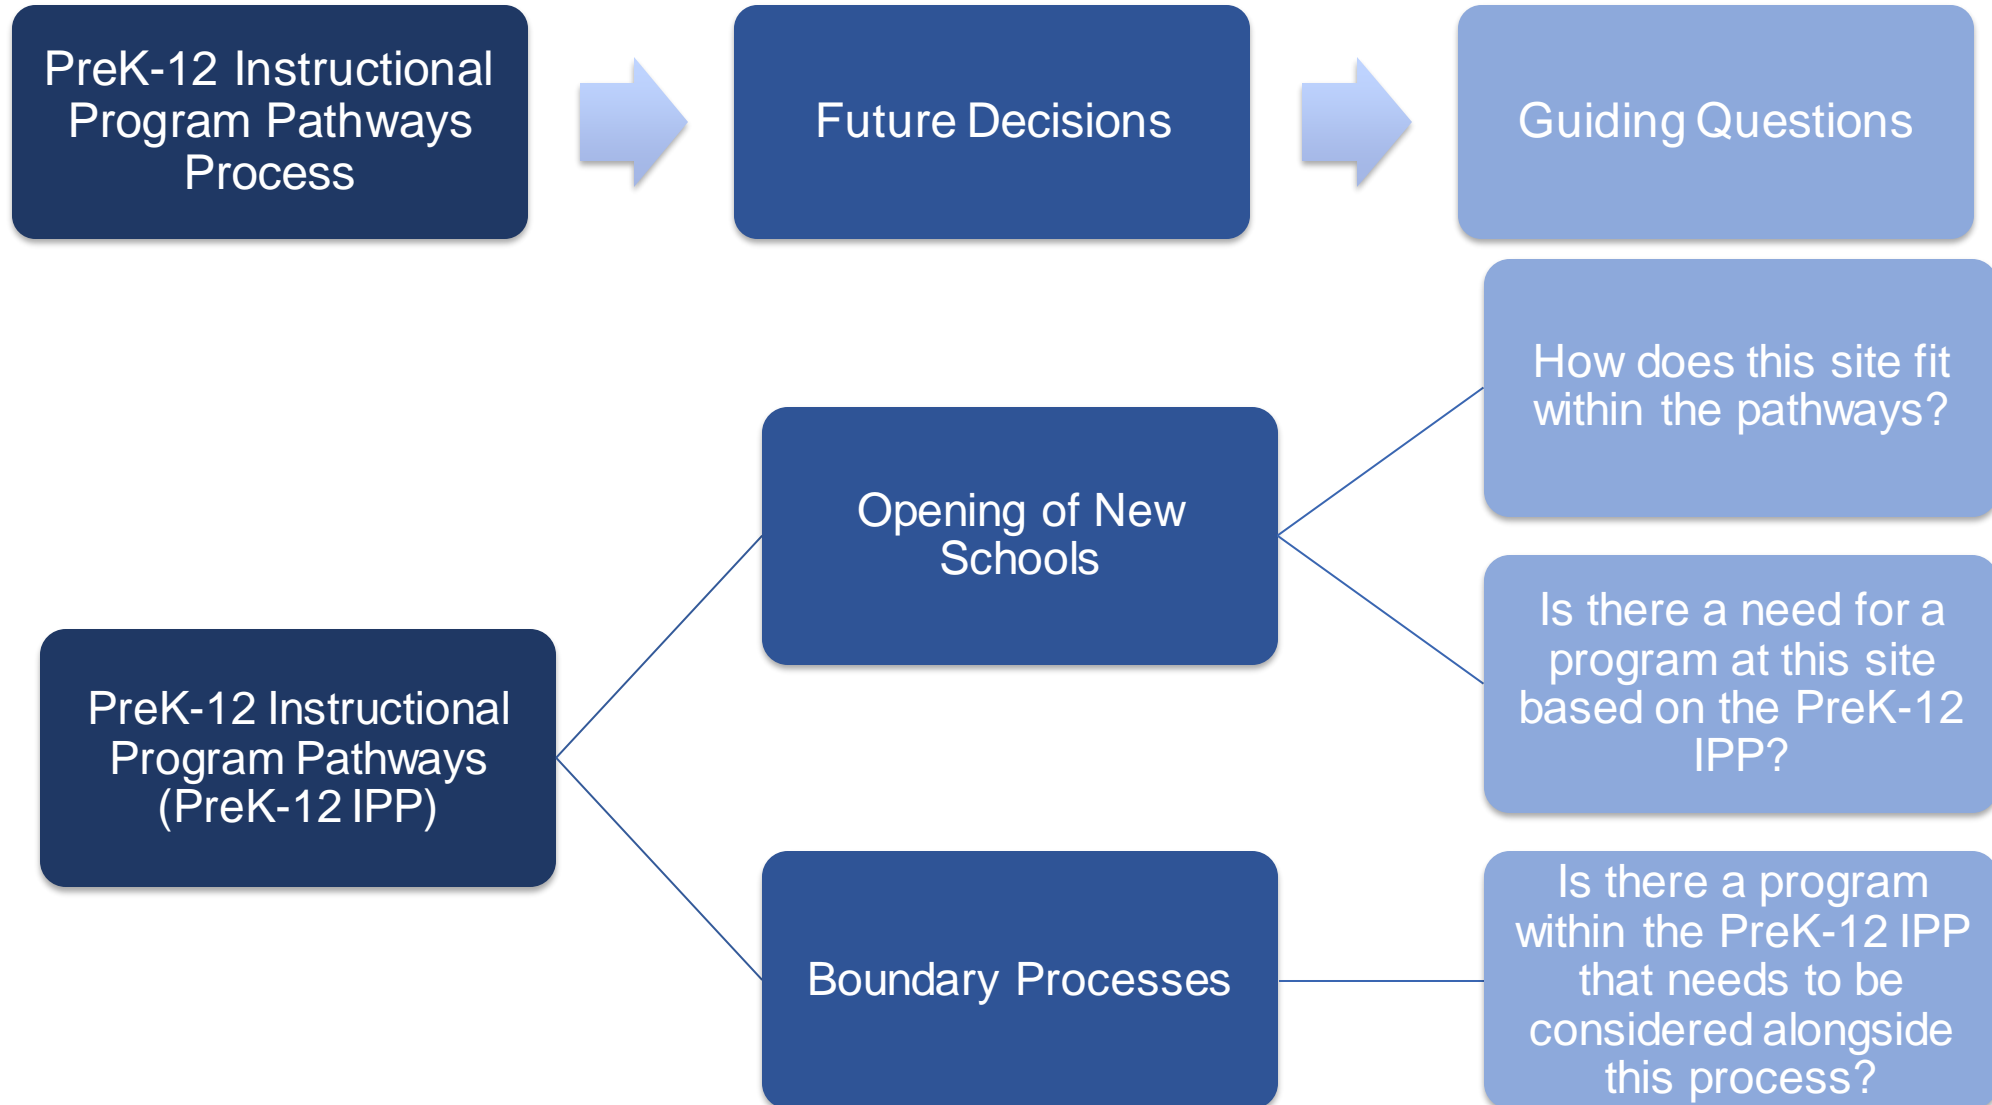 PreK-12 Instructional
Program Pathways
Process
Future Decisions
Guiding Questions
PreK-12 Instructional
Program Pathways
(PreK-12 IPP)
Opening of New
Schools
How does this site fit
within the pathways?
Is there a need for a
program at this site
based on the PreK-12
IPP?
Boundary Processes
Is there a program
within the PreK-12 IPP
that needs to be
considered alongside
this process?